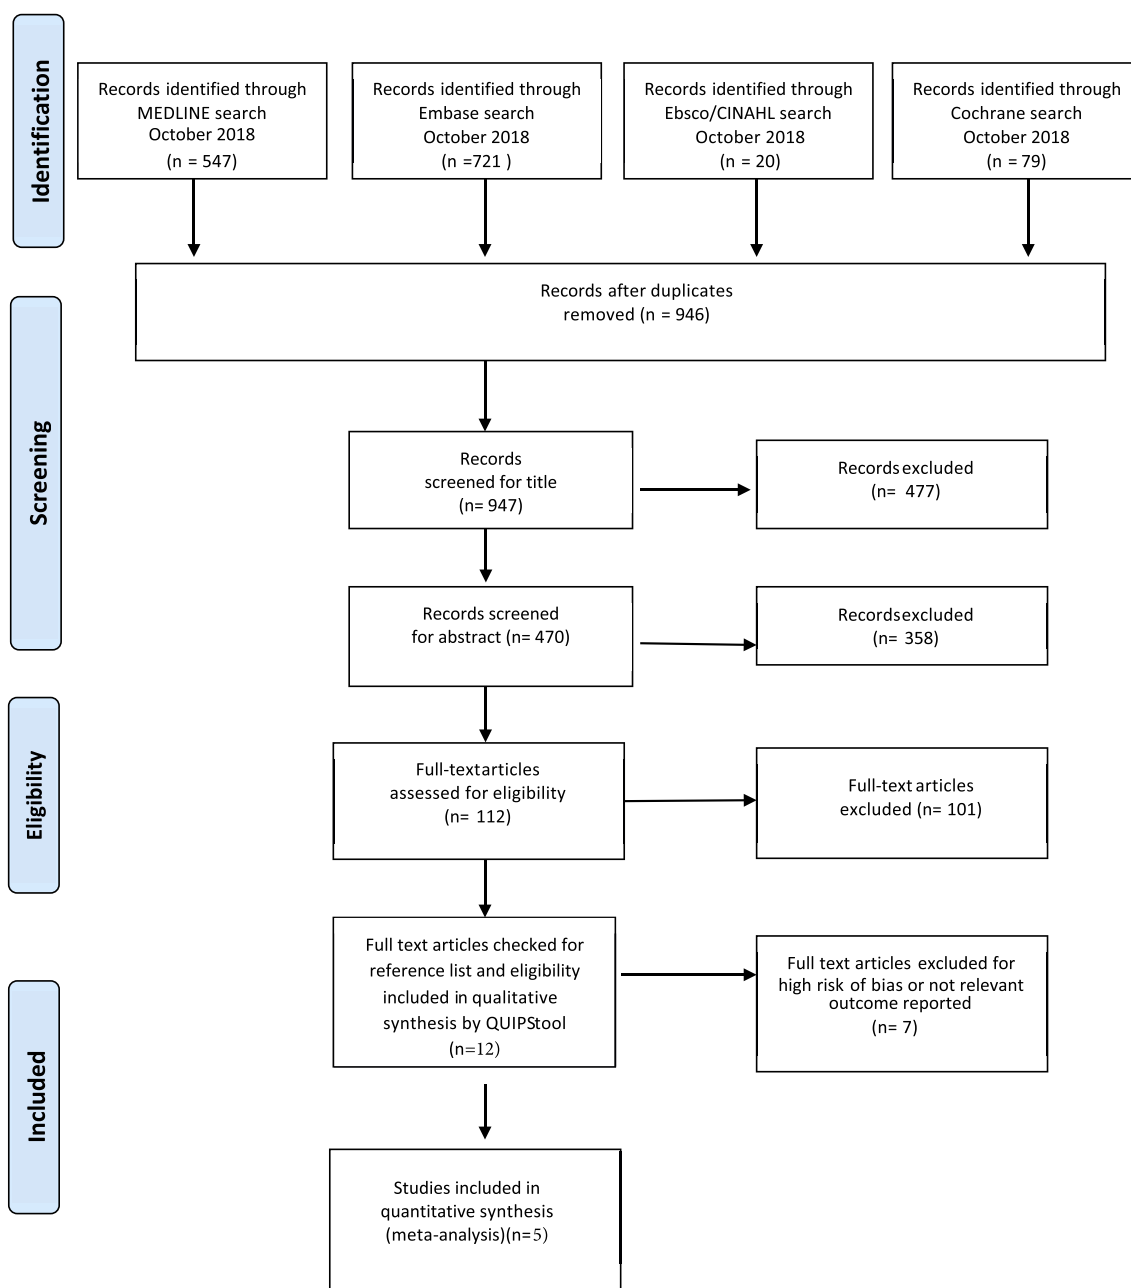 Identification
Records identified through
MEDLINE search
October 2018
(n = 547)
Records identified through
Embase search
October 2018
(n =721 )
Records identified through
Ebsco/CINAHL search
October 2018
(n = 20)
Records identified through
Cochrane search
October 2018
(n = 79)
Screening
Records after duplicates
removed (n = 946)
Records
screened for title
(n= 947)
Records excluded
(n= 477)
Records screened
for abstract (n= 470)
Records excluded
(n= 358)
Eligibility
Full-text articles
assessed for eligibility
(n= 112)
Full-text articles
excluded (n= 101)
Included
Full text articles checked for
reference list and eligibility
included in qualitative
synthesis by QUIPStool
(n=12)
Full text articles excluded for
high risk of bias or not relevant
outcome reported
(n= 7)
Studies included in
quantitative synthesis
(meta-analysis)(n=5)